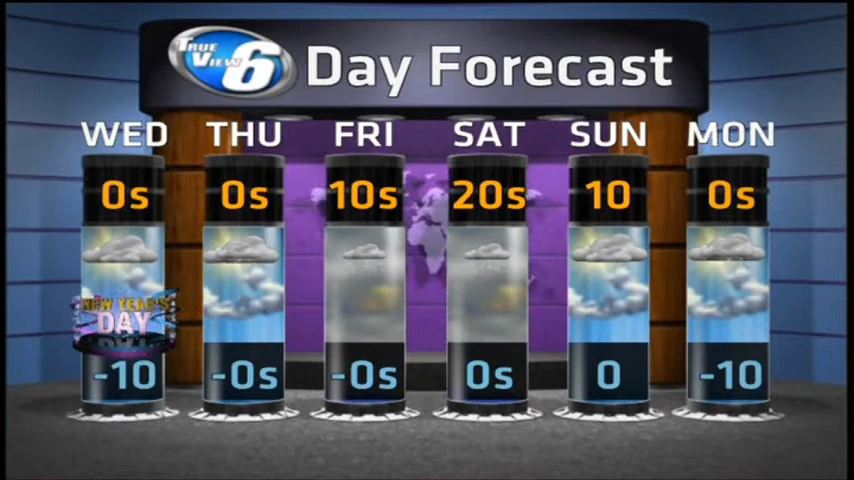 TRUE VIEW 6 Day Forecast
WED THU FRI SAT SUN MON
0s 0s 10s 20s 10 0s
NEW YEAR'S
DAY
-10 -0s -0s 0s 0 -10